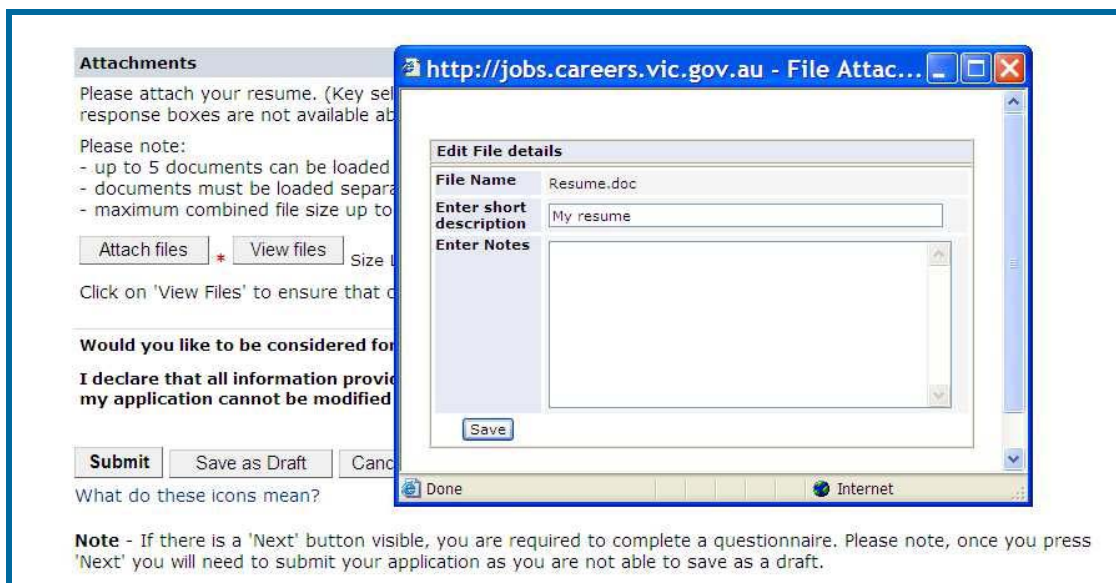 Attachments
Please attach your resume. (Key sel
response boxes are not available ab
Please note:
- up to 5 documents can be loaded
- documents must be loaded separa
- maximum combined file size up to
Attach files * View files Size L
Click on 'View Files' to ensure that c
Would you like to be considered for
I declare that all information provid
my application cannot be modified
Submit Save as Draft Canc
What do these icons mean?
Note - If there is a 'Next' button visible, you are required to complete a questionnaire. Please note, once you press
'Next' you will need to submit your application as you are not able to save as a draft.
http://jobs.careers.vic.gov.au - File Attac...
Edit File details
File Name Resume.doc
Enter short
description My resume
Enter Notes
Save
Done Internet